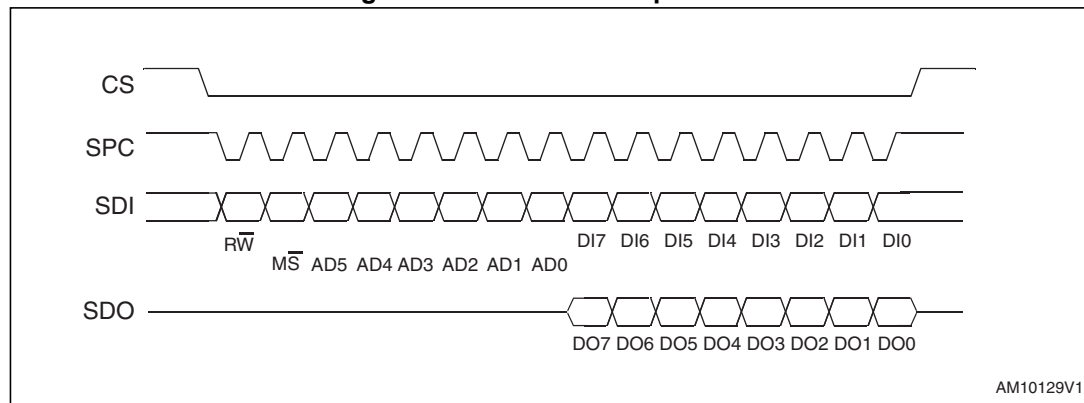 CS
SPC
SDI
RW̅
DI7 DI6 DI5 DI4 DI3 DI2 DI1 DI0
MS̅ AD5 AD4 AD3 AD2 AD1 AD0
SDO
DO7 DO6 DO5 DO4 DO3 DO2 DO1 DO0
AM10129V1